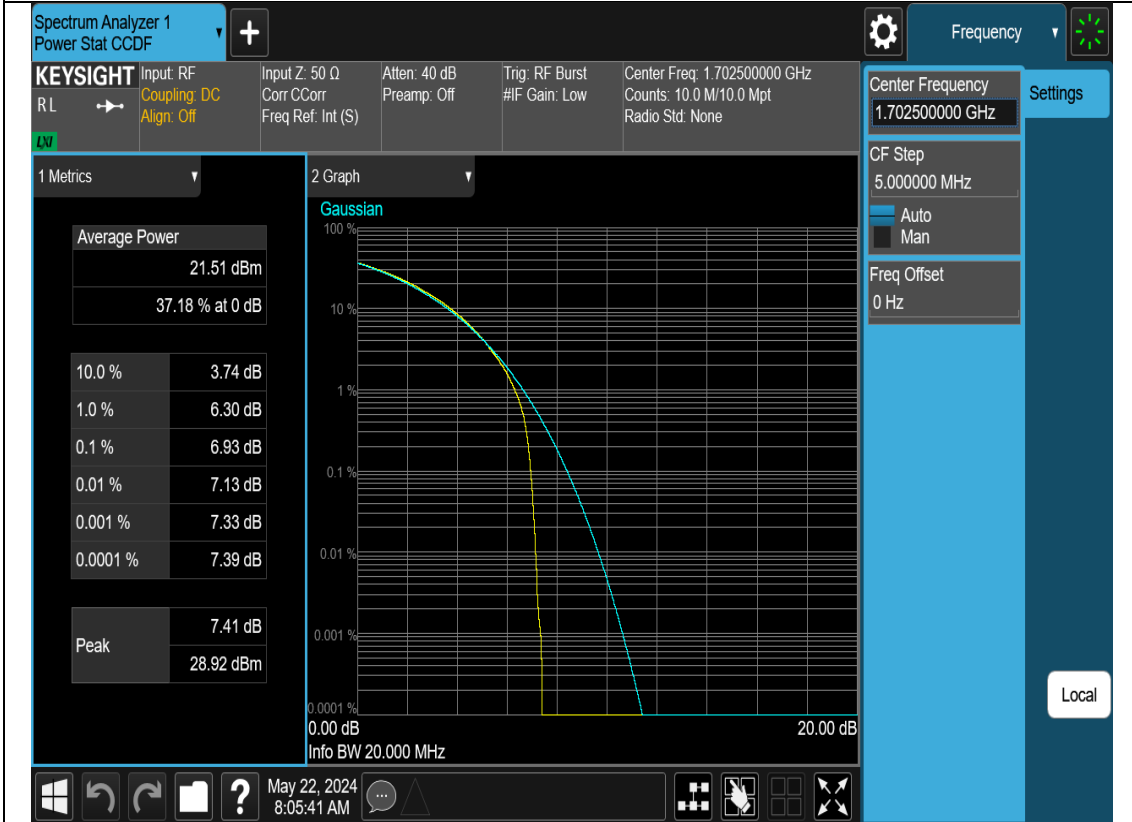 Spectrum Analyzer 1
Power Stat CCDF
Frequency
KEYSIGHT
RL
LXI
Input: RF
Coupling: DC
Align: Off
Input Z: 50 Ω
Corr CCorr
Freq Ref: Int (S)
Atten: 40 dB
Preamp: Off
Trig: RF Burst
#IF Gain: Low
Center Freq: 1.702500000 GHz
Counts: 10.0 M/10.0 Mpt
Radio Std: None
1 Metrics
Average Power
21.51 dBm
37.18 % at 0 dB
10.0 % 3.74 dB
1.0 % 6.30 dB
0.1 % 6.93 dB
0.01 % 7.13 dB
0.001 % 7.33 dB
0.0001 % 7.39 dB
Peak
7.41 dB
28.92 dBm
2 Graph
Gaussian
100 %
10 %
1 %
0.1 %
0.01 %
0.001 %
0.0001 %
0.00 dB 20.00 dB
Info BW 20.000 MHz
Center Frequency
1.702500000 GHz
CF Step
5.000000 MHz
Auto
Man
Freq Offset
0 Hz
Settings
Local
?
May 22, 2024
8:05:41 AM